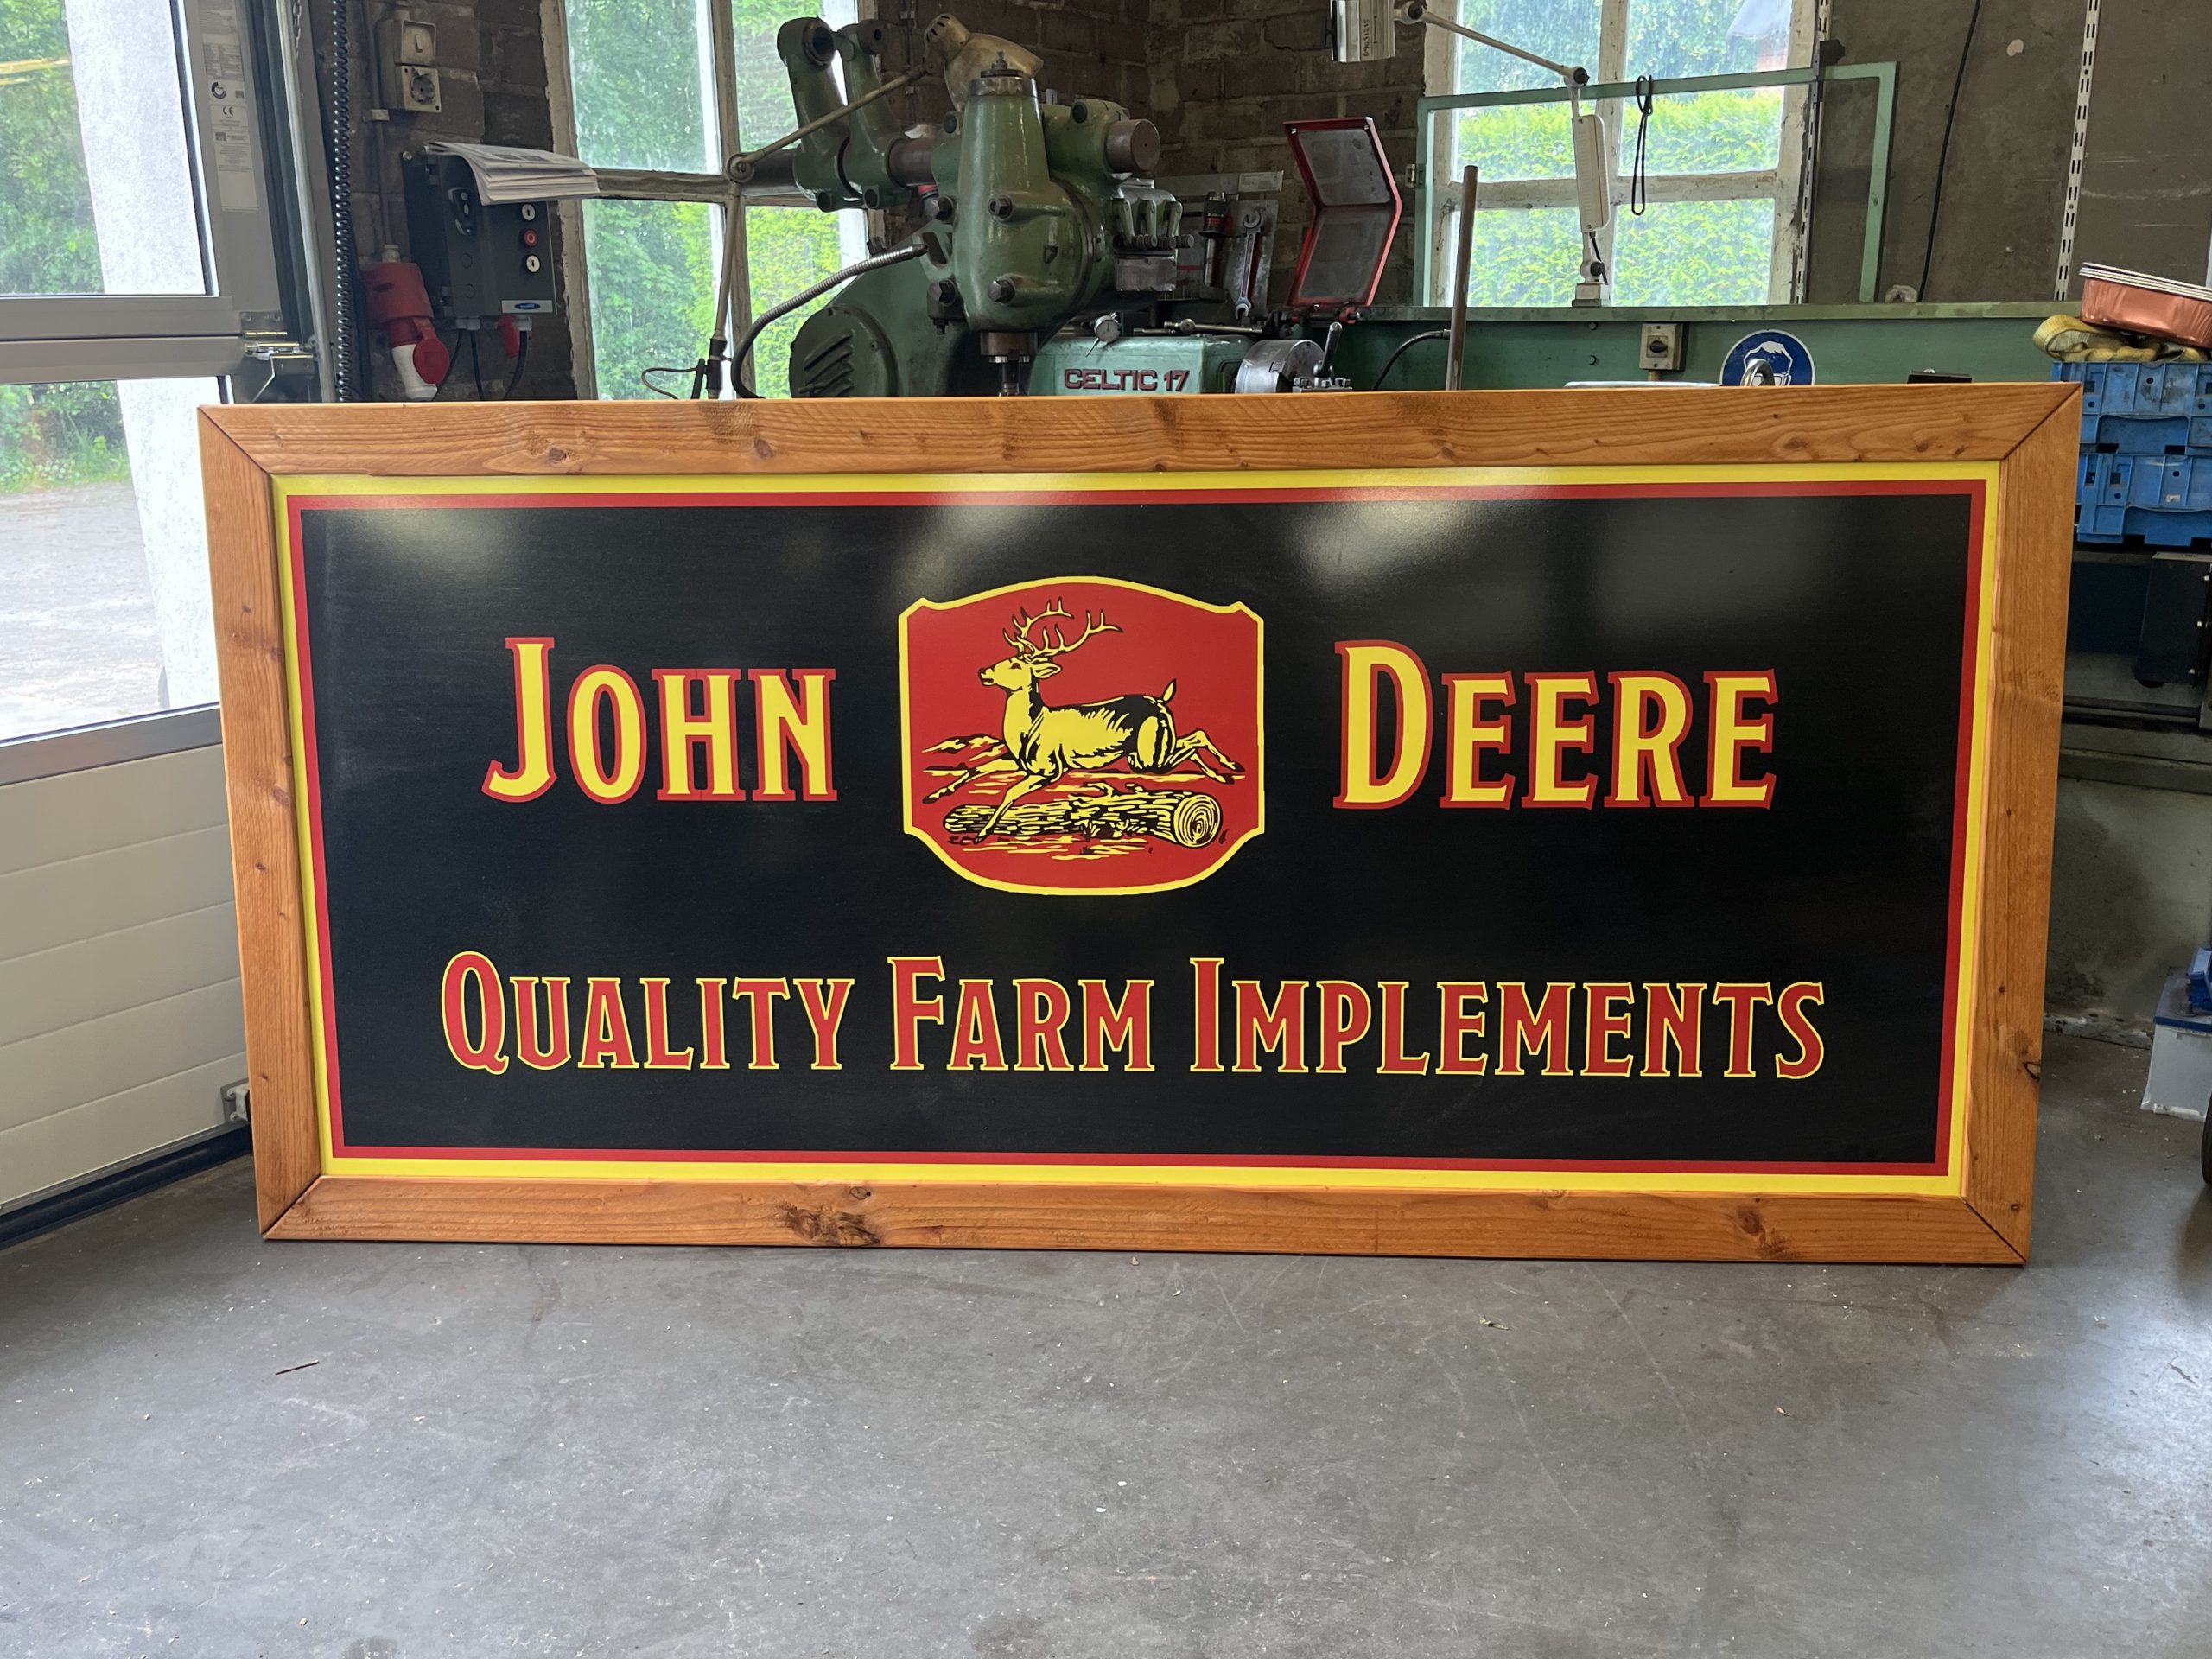 CELTIC 17
JOHN DEERE
QUALITY FARM IMPLEMENTS